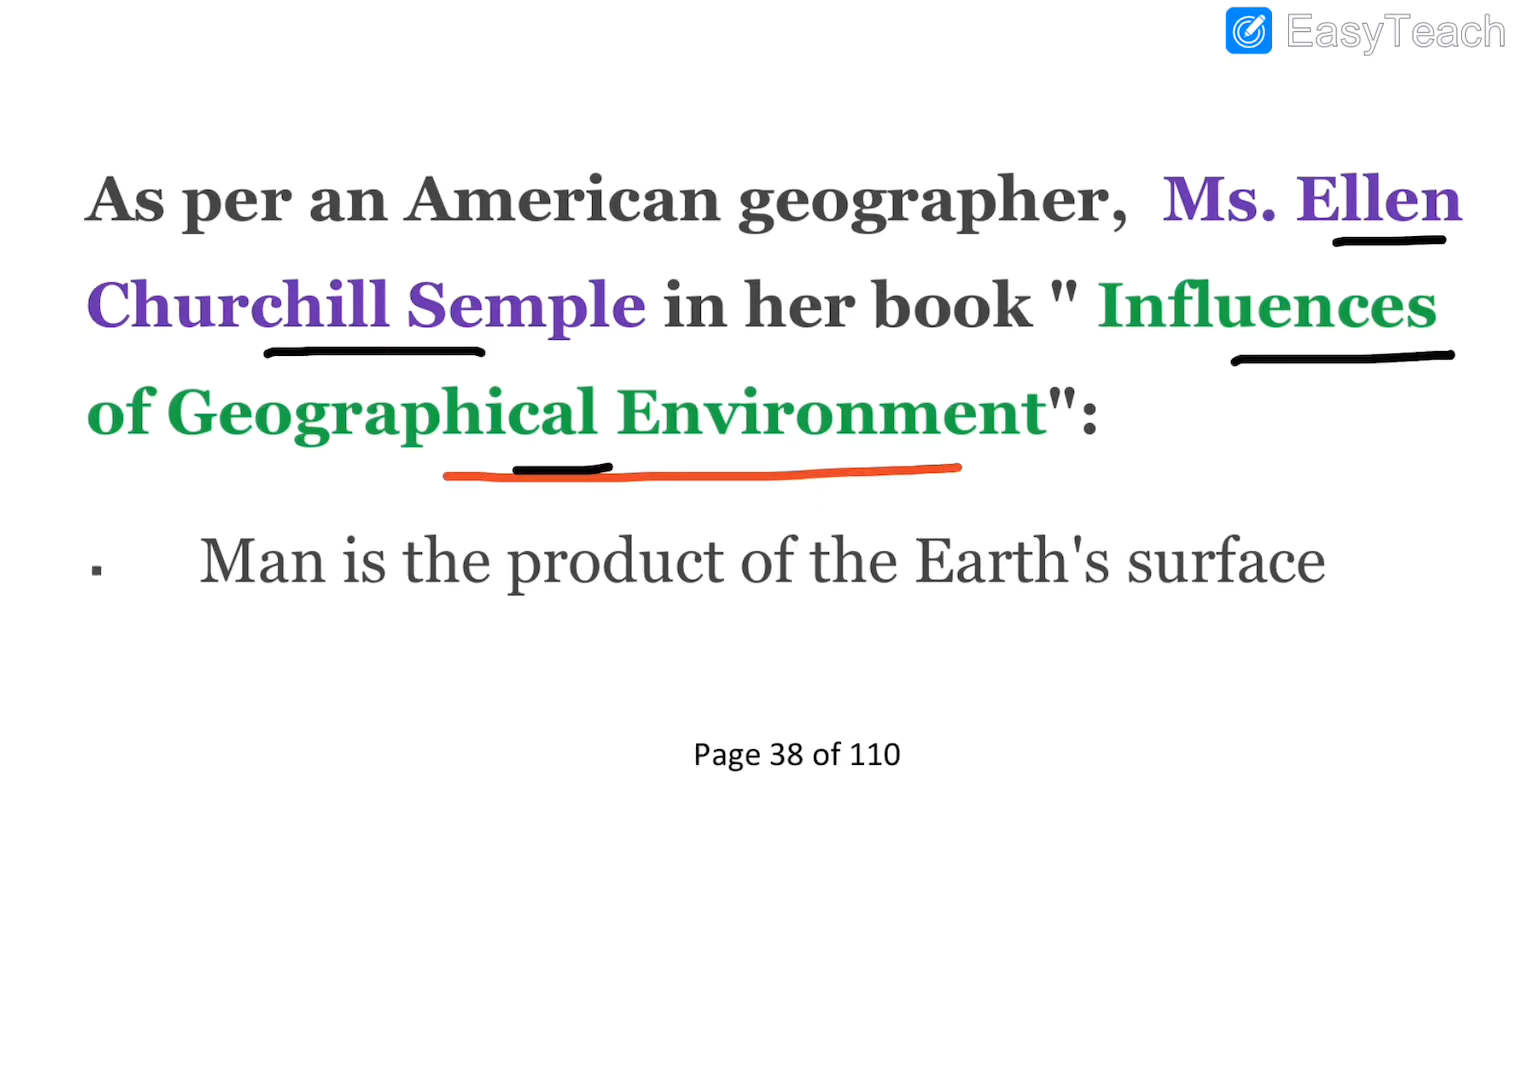 EasyTeach
As per an American geographer, Ms. Ellen
Churchill Semple in her book " Influences
of Geographical Environment":
▪ Man is the product of the Earth's surface
Page 38 of 110